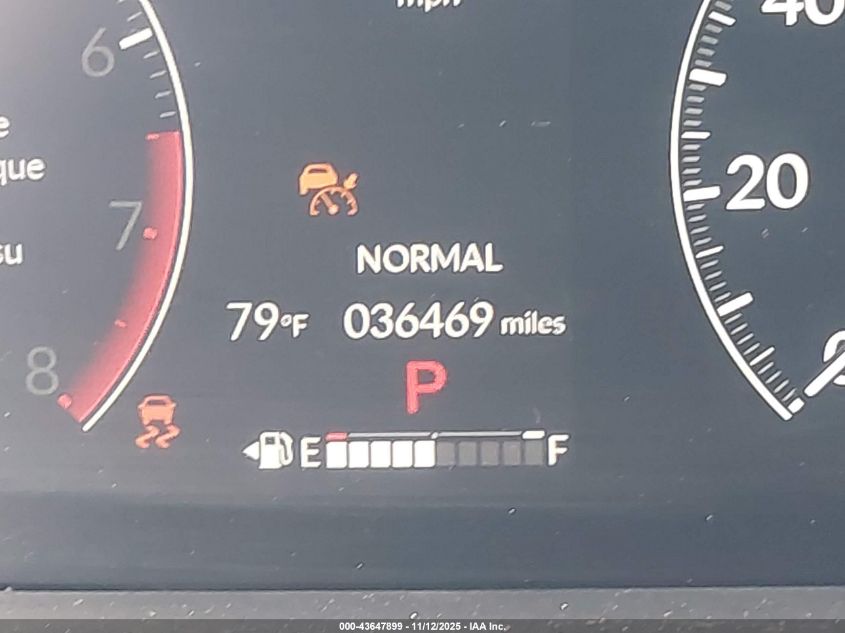 mph
40
6
que
20
7
su
NORMAL
79°F 036469 miles
8
P
E F
000-43647899 - 11/12/2025 - IAA Inc.